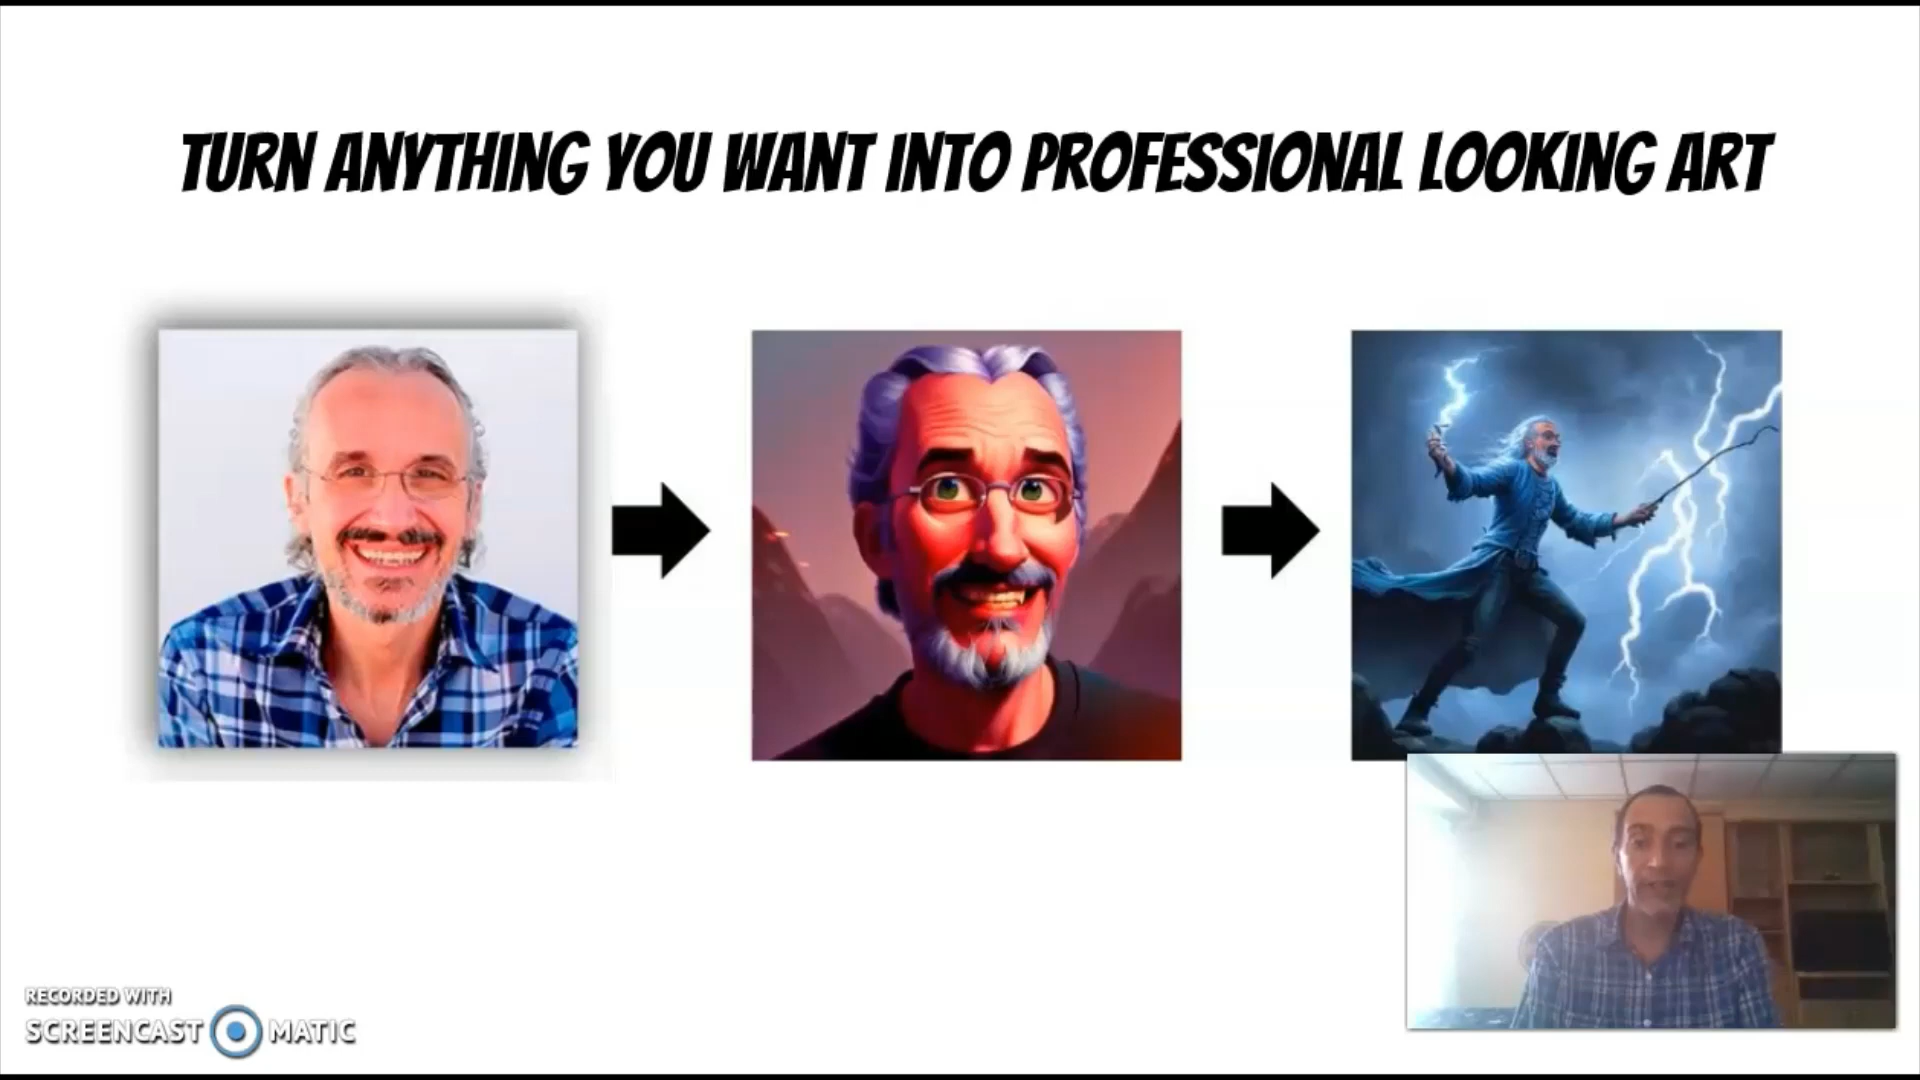 TURN ANYTHING YOU WANT INTO PROFESSIONAL LOOKING ART
RECORDED WITH
SCREENCAST MATIC